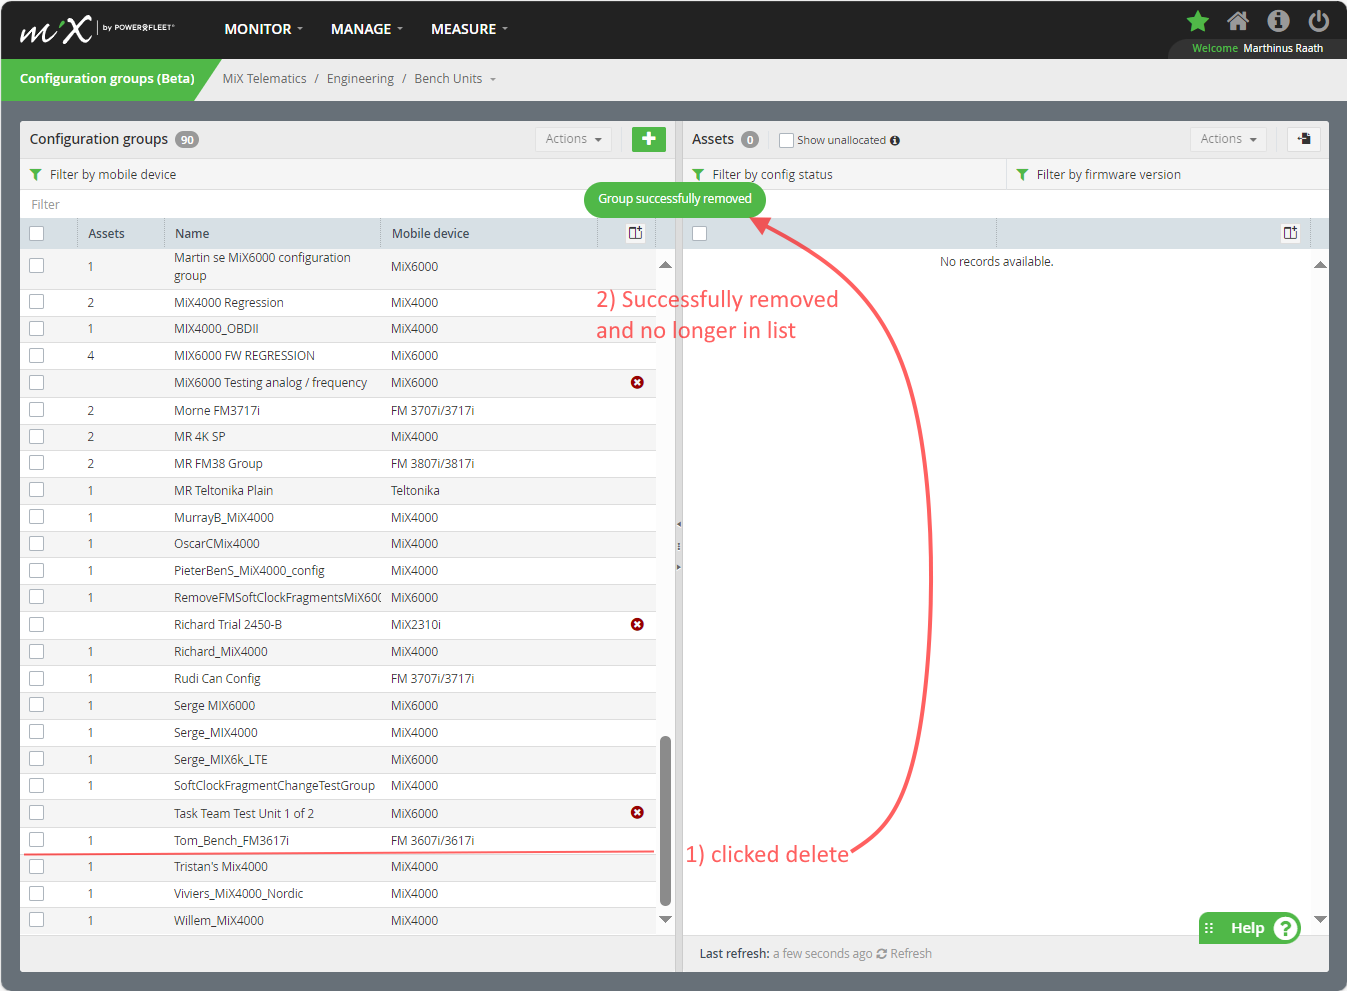 mi'X by POWERFLEET
MONITOR MANAGE MEASURE
Welcome Marthinus Raath
Configuration groups (Beta) MiX Telematics / Engineering / Bench Units
Configuration groups 90 Actions +
Assets 0 Show unallocated Actions
Filter by mobile device
Filter by config status Filter by firmware version
Filter
Group successfully removed
Assets Name Mobile device
No records available.
1 Martin se MiX6000 configuration
group MiX6000
2 MiX4000 Regression MiX4000
1 MIX4000_OBDII MiX4000
4 MIX6000 FW REGRESSION MiX6000
MiX6000 Testing analog / frequency MiX6000
2 Morne FM3717i FM 3707i/3717i
2 MR 4K SP MiX4000
2 MR FM38 Group FM 3807i/3817i
1 MR Teltonika Plain Teltonika
1 MurrayB_MiX4000 MiX4000
1 OscarCMix4000 MiX4000
1 PieterBenS_MiX4000_config MiX4000
1 RemoveFMSoftClockFragmentsMiX600 MiX6000
Richard Trial 2450-B MiX2310i
1 Richard_MiX4000 MiX4000
1 Rudi Can Config FM 3707i/3717i
1 Serge MIX6000 MiX6000
1 Serge_MIX4000 MiX4000
1 Serge_MIX6k_LTE MiX6000
1 SoftClockFragmentChangeTestGroup MiX4000
Task Team Test Unit 1 of 2 MiX6000
1 Tom_Bench_FM3617i FM 3607i/3617i
1 Tristan's Mix4000 MiX4000
1 Viviers_MiX4000_Nordic MiX4000
1 Willem_MiX4000 MiX4000
2) Successfully removed
and no longer in list
1) clicked delete
Help ?
Last refresh: a few seconds ago Refresh